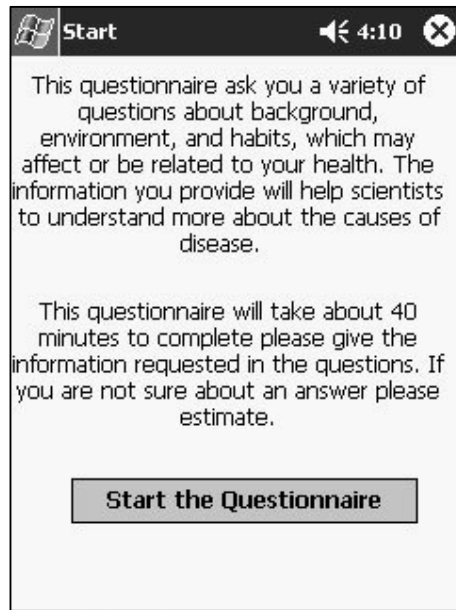 Start 4:10
This questionnaire ask you a variety of
questions about background,
environment, and habits, which may
affect or be related to your health. The
information you provide will help scientists
to understand more about the causes of
disease.
This questionnaire will take about 40
minutes to complete please give the
information requested in the questions. If
you are not sure about an answer please
estimate.
Start the Questionnaire